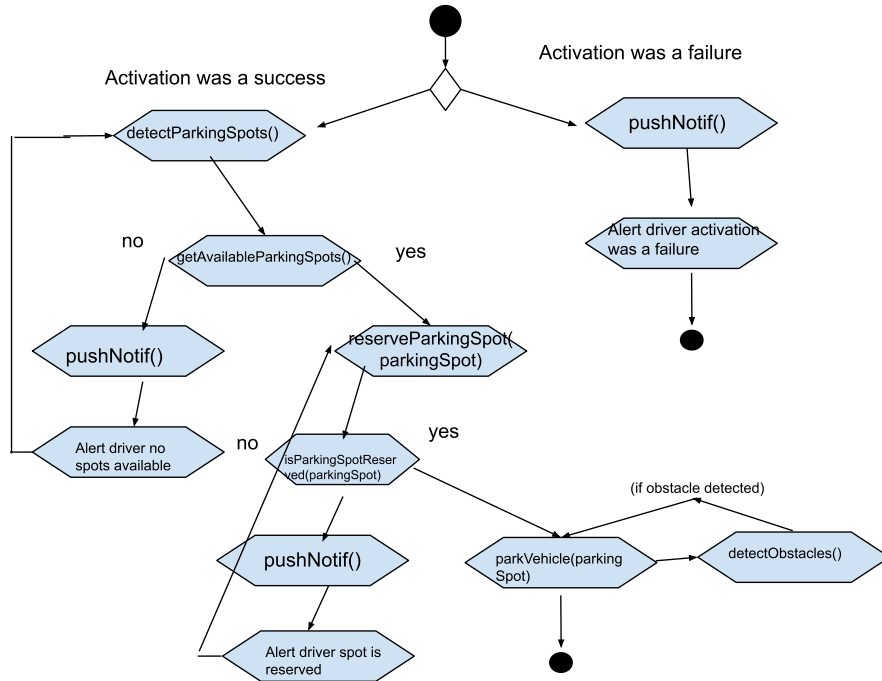 Activation was a success
Activation was a failure
detectParkingSpots()
pushNotif()
Alert driver activation
was a failure
no
getAvailableParkingSpots()
yes
pushNotif()
reserveParkingSpot(
parkingSpot)
Alert driver no
spots available
no
isParkingSpotReser
ved(parkingSpot)
yes
(if obstacle detected)
pushNotif()
parkVehicle(parking
Spot)
detectObstacles()
Alert driver spot is
reserved